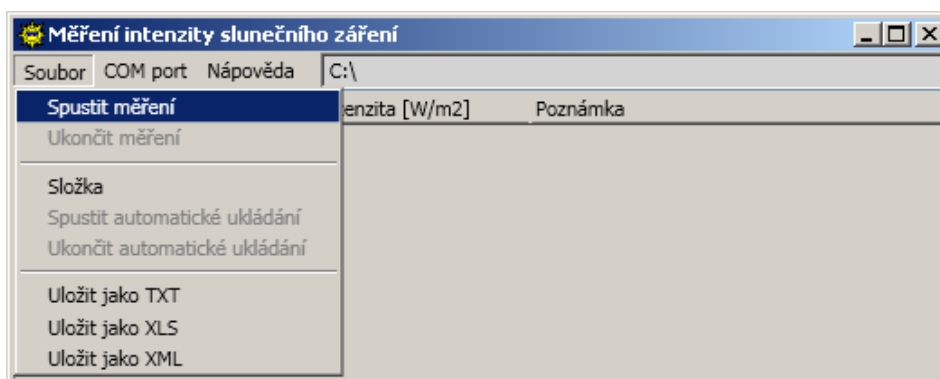 Měření intenzity slunečního záření
Soubor COM port Nápověda C:\
Spustit měření enzita [W/m2] Poznámka
Ukončit měření
Složka
Spustit automatické ukládání
Ukončit automatické ukládání
Uložit jako TXT
Uložit jako XLS
Uložit jako XML